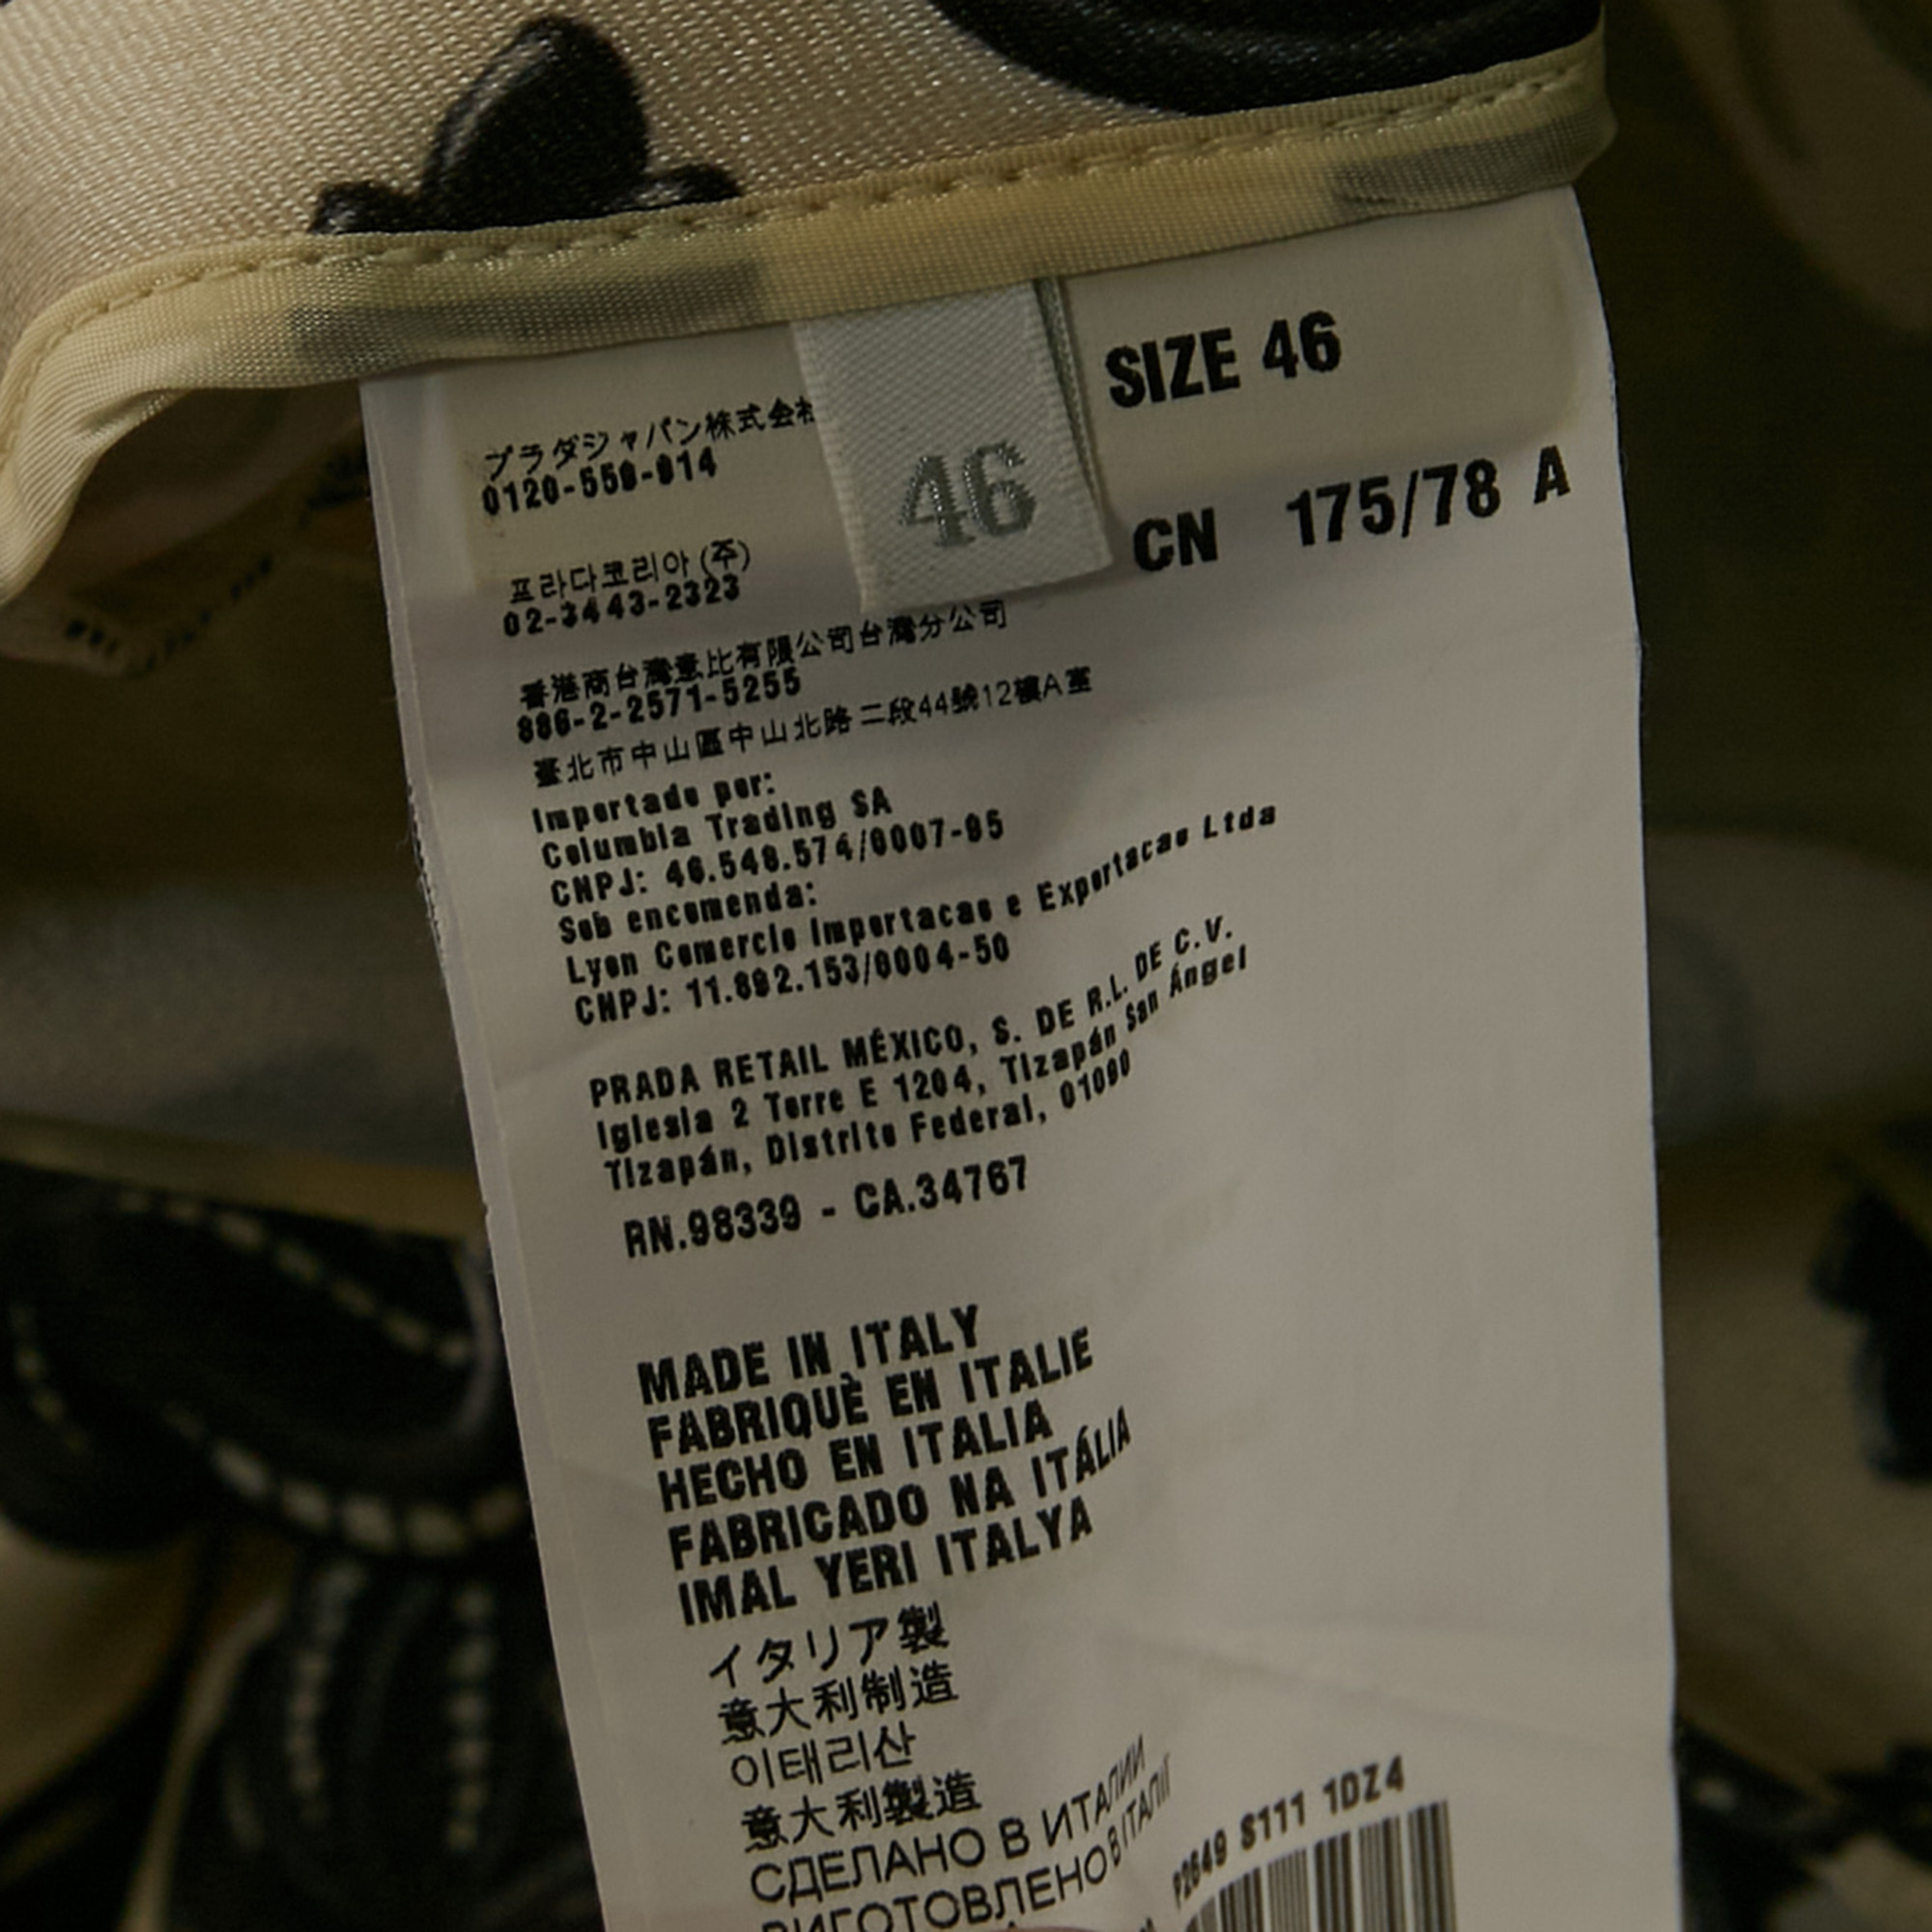 SIZE 46
46
CN 175/78 A
プラダジャパン株式会社
0120-559-914
프라다코리아 (주)
02-3443-2323
香港商台灣意比有限公司台灣分公司
886-2-2571-5255
臺北市中山區中山北路二段44號12樓A室
Importado por:
Columbia Trading SA
CNPJ: 46.548.574/0007-95
Sob encomenda:
Lyon Comercio Importacao e Exportacao Ltda
CNPJ: 11.892.153/0004-50
PRADA RETAIL MÉXICO, S. DE R.L. DE C.V.
Iglesia 2 Torre E 1204, Tizapán San Ángel
Tizapán, Distrito Federal, 01090
RN.98339 - CA.34767
MADE IN ITALY
FABRIQUÈ EN ITALIE
HECHO EN ITALIA
FABRICADO NA ITÁLIA
IMAL YERI ITALYA
イタリア製
意大利制造
이태리산
意大利製造
СДЕЛАНО В ИТАЛИИ
ВИГОТОВЛЕНО В ІТАЛІЇ
P2649 S111 1DZ4